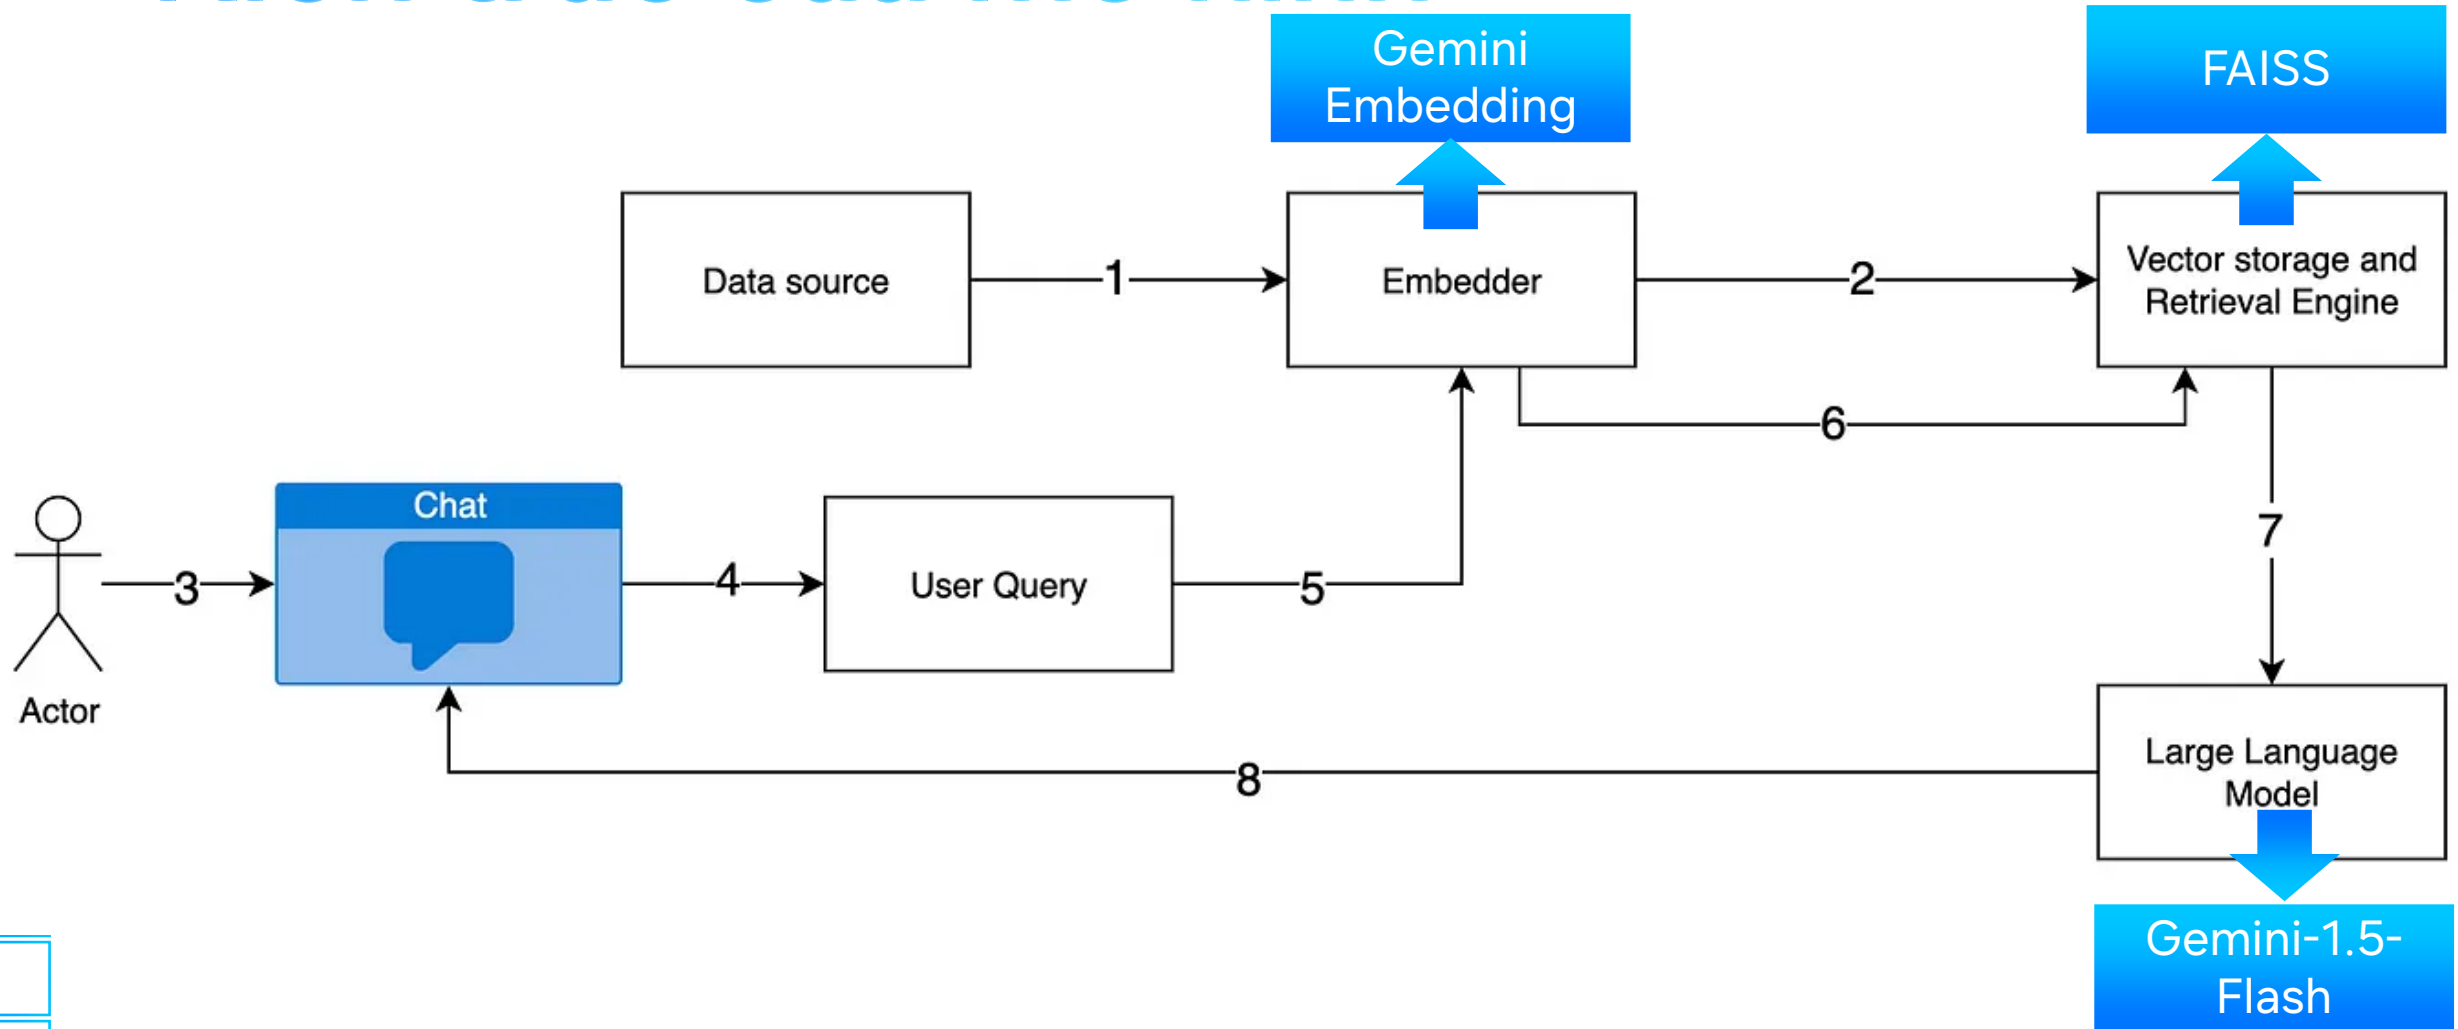 Gemini
Embedding
FAISS
Data source
1
Embedder
2
Vector storage and
Retrieval Engine
6
Chat
7
3
4
User Query
5
Actor
Large Language
Model
8
Gemini-1.5-
Flash